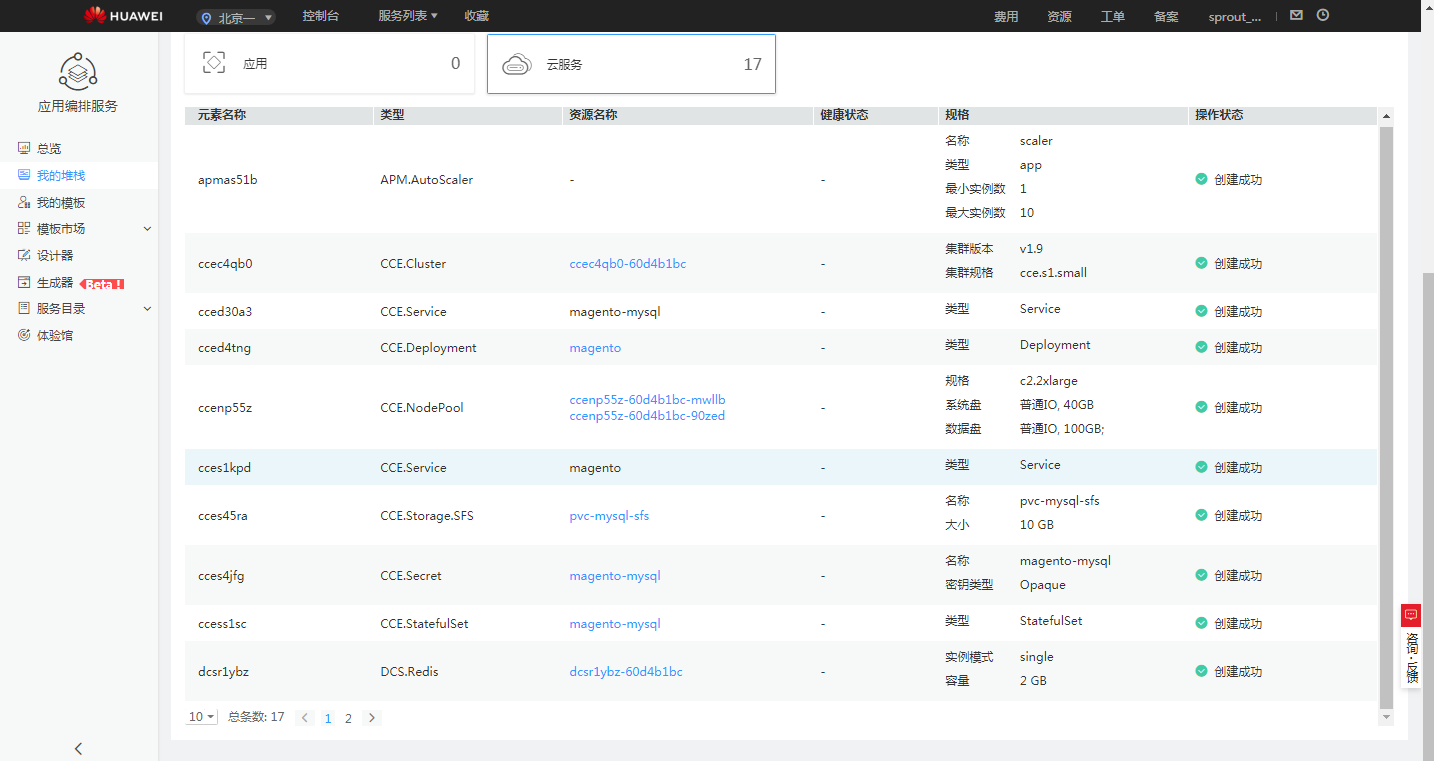 HUAWEI 北京一 控制台 服务列表 收藏 费用 资源 工单 备案 sprout_...
应用编排服务
总览
我的堆栈
我的模板
模板市场
设计器
生成器 Beta !
服务目录
体验馆
应用 0
云服务 17
元素名称 类型 资源名称 健康状态 规格 操作状态
apmas51b APM.AutoScaler - - 创建成功
名称 scaler
类型 app
最小实例数 1
最大实例数 10
ccec4qb0 CCE.Cluster ccec4qb0-60d4b1bc - 创建成功
集群版本 v1.9
集群规格 cce.s1.small
cced30a3 CCE.Service magento-mysql - 类型 Service 创建成功
cced4tng CCE.Deployment magento - 类型 Deployment 创建成功
ccenp55z CCE.NodePool - 创建成功
ccenp55z-60d4b1bc-mwllb
ccenp55z-60d4b1bc-90zed
规格 c2.2xlarge
系统盘 普通IO, 40GB
数据盘 普通IO, 100GB;
cces1kpd CCE.Service magento - 类型 Service 创建成功
cces45ra CCE.Storage.SFS pvc-mysql-sfs - 创建成功
名称 pvc-mysql-sfs
大小 10 GB
cces4jfg CCE.Secret magento-mysql - 创建成功
名称 magento-mysql
密钥类型 Opaque
ccess1sc CCE.StatefulSet magento-mysql - 类型 StatefulSet 创建成功
dcsr1ybz DCS.Redis dcsr1ybz-60d4b1bc - 创建成功
实例模式 single
容量 2 GB
10 总条数: 17 1 2
咨询·反馈